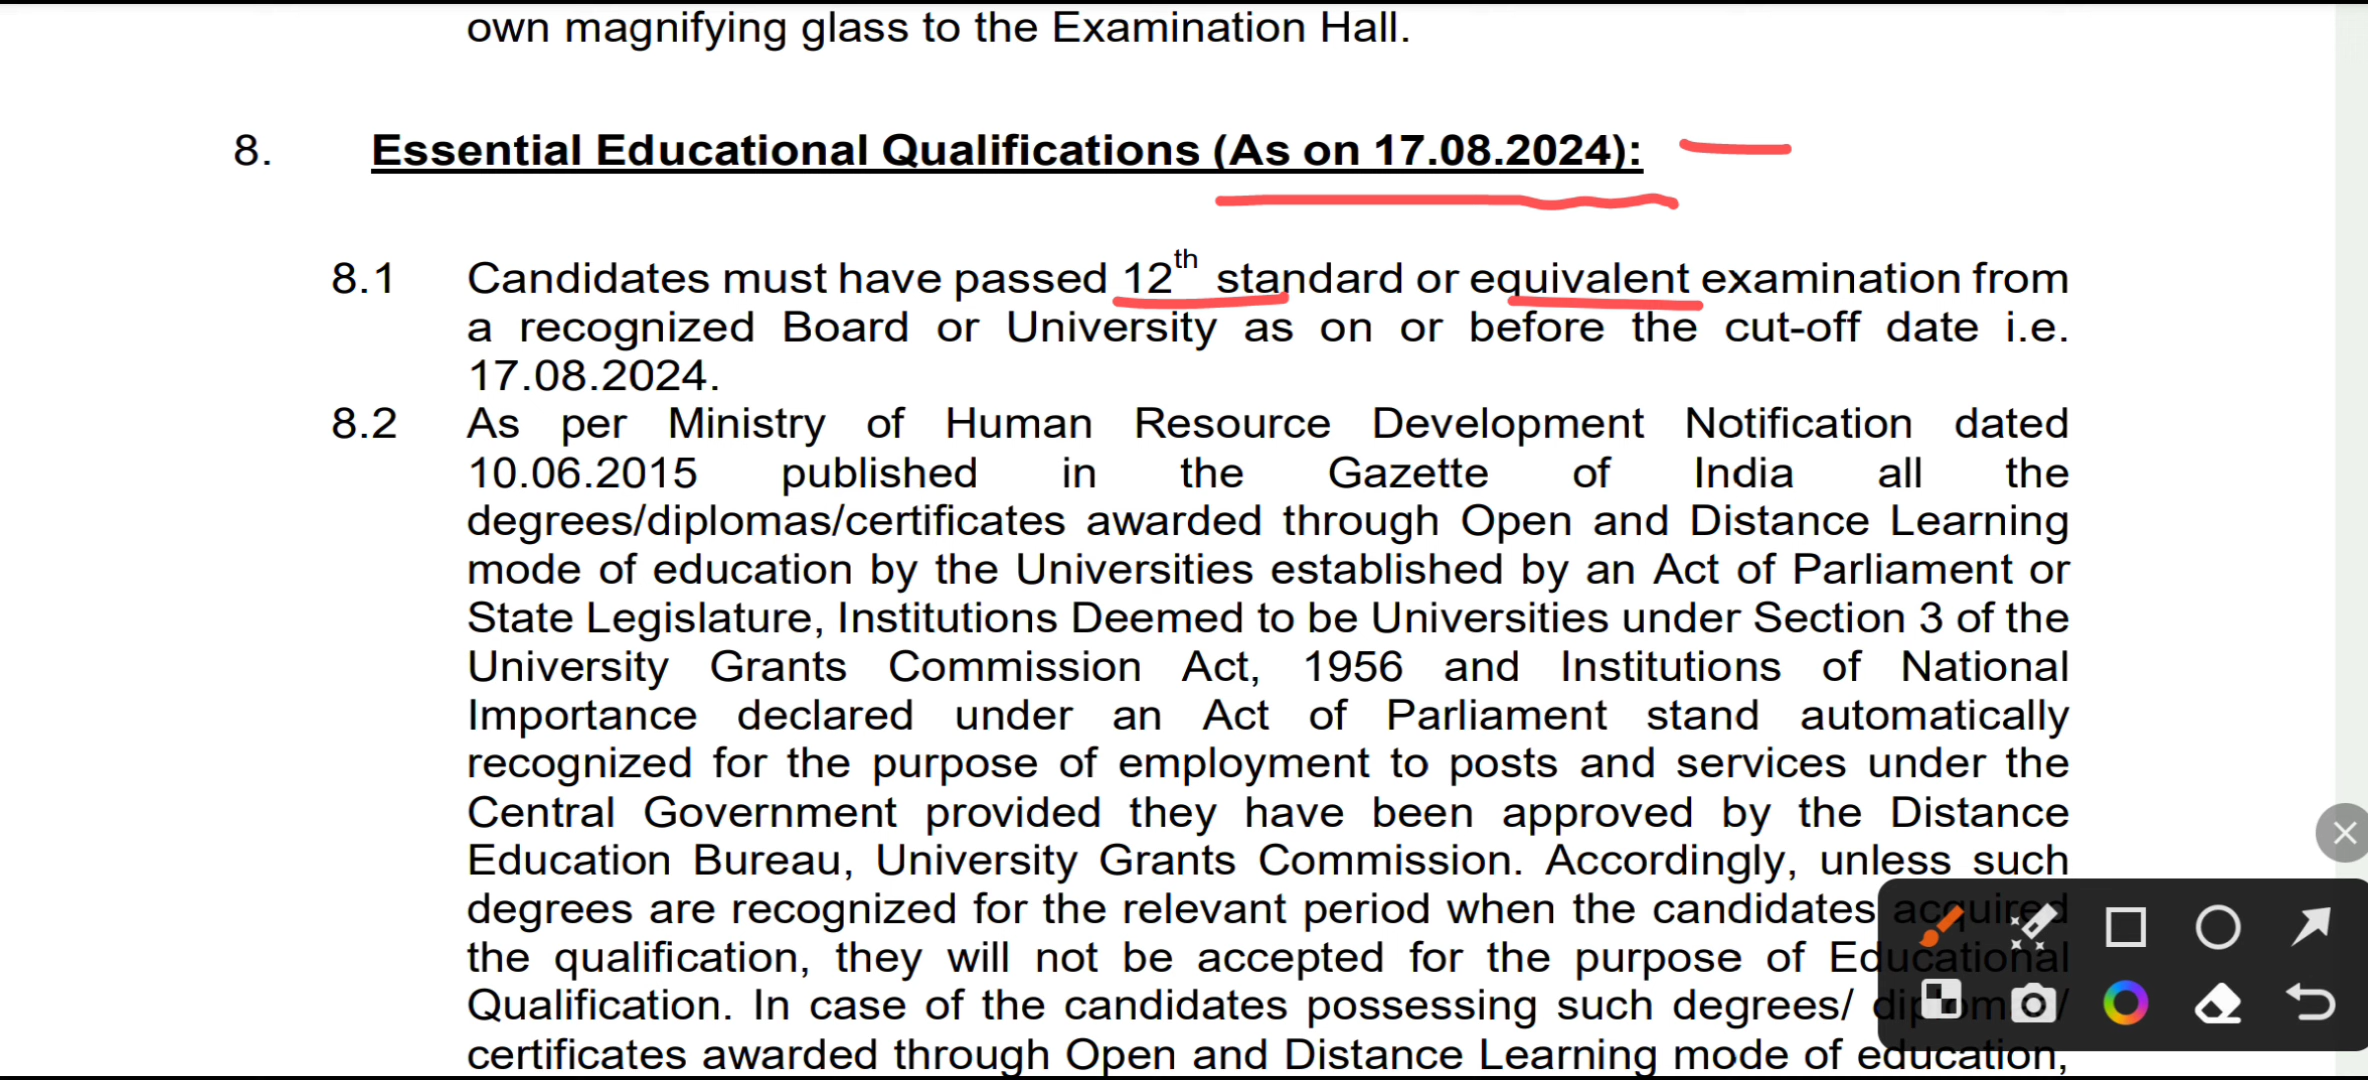 own magnifying glass to the Examination Hall.
8. Essential Educational Qualifications (As on 17.08.2024):
8.1 Candidates must have passed 12th standard or equivalent examination from
a recognized Board or University as on or before the cut-off date i.e.
17.08.2024.
8.2 As per Ministry of Human Resource Development Notification dated
10.06.2015 published in the Gazette of India all the
degrees/diplomas/certificates awarded through Open and Distance Learning
mode of education by the Universities established by an Act of Parliament or
State Legislature, Institutions Deemed to be Universities under Section 3 of the
University Grants Commission Act, 1956 and Institutions of National
Importance declared under an Act of Parliament stand automatically
recognized for the purpose of employment to posts and services under the
Central Government provided they have been approved by the Distance
Education Bureau, University Grants Commission. Accordingly, unless such
degrees are recognized for the relevant period when the candidates acquired
the qualification, they will not be accepted for the purpose of Educational
Qualification. In case of the candidates possessing such degrees/
certificates awarded through Open and Distance Learning mode of education,